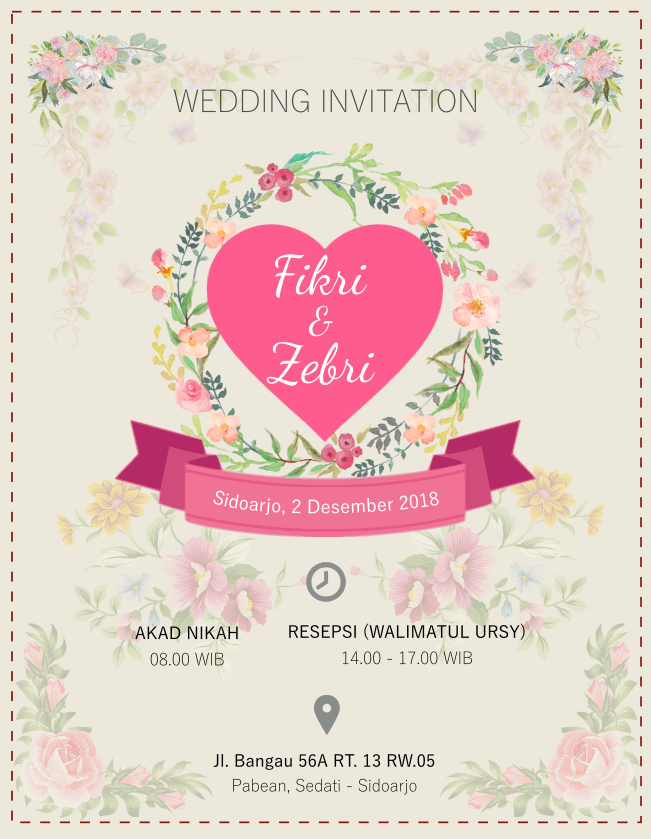 WEDDING INVITATION
Fikri
&
Zebri
Sidoarjo, 2 Desember 2018
AKAD NIKAH
08.00 WIB
RESEPSI (WALIMATUL URSY)
14.00 - 17.00 WIB
Jl. Bangau 56A RT. 13 RW.05
Pabean, Sedati - Sidoarjo